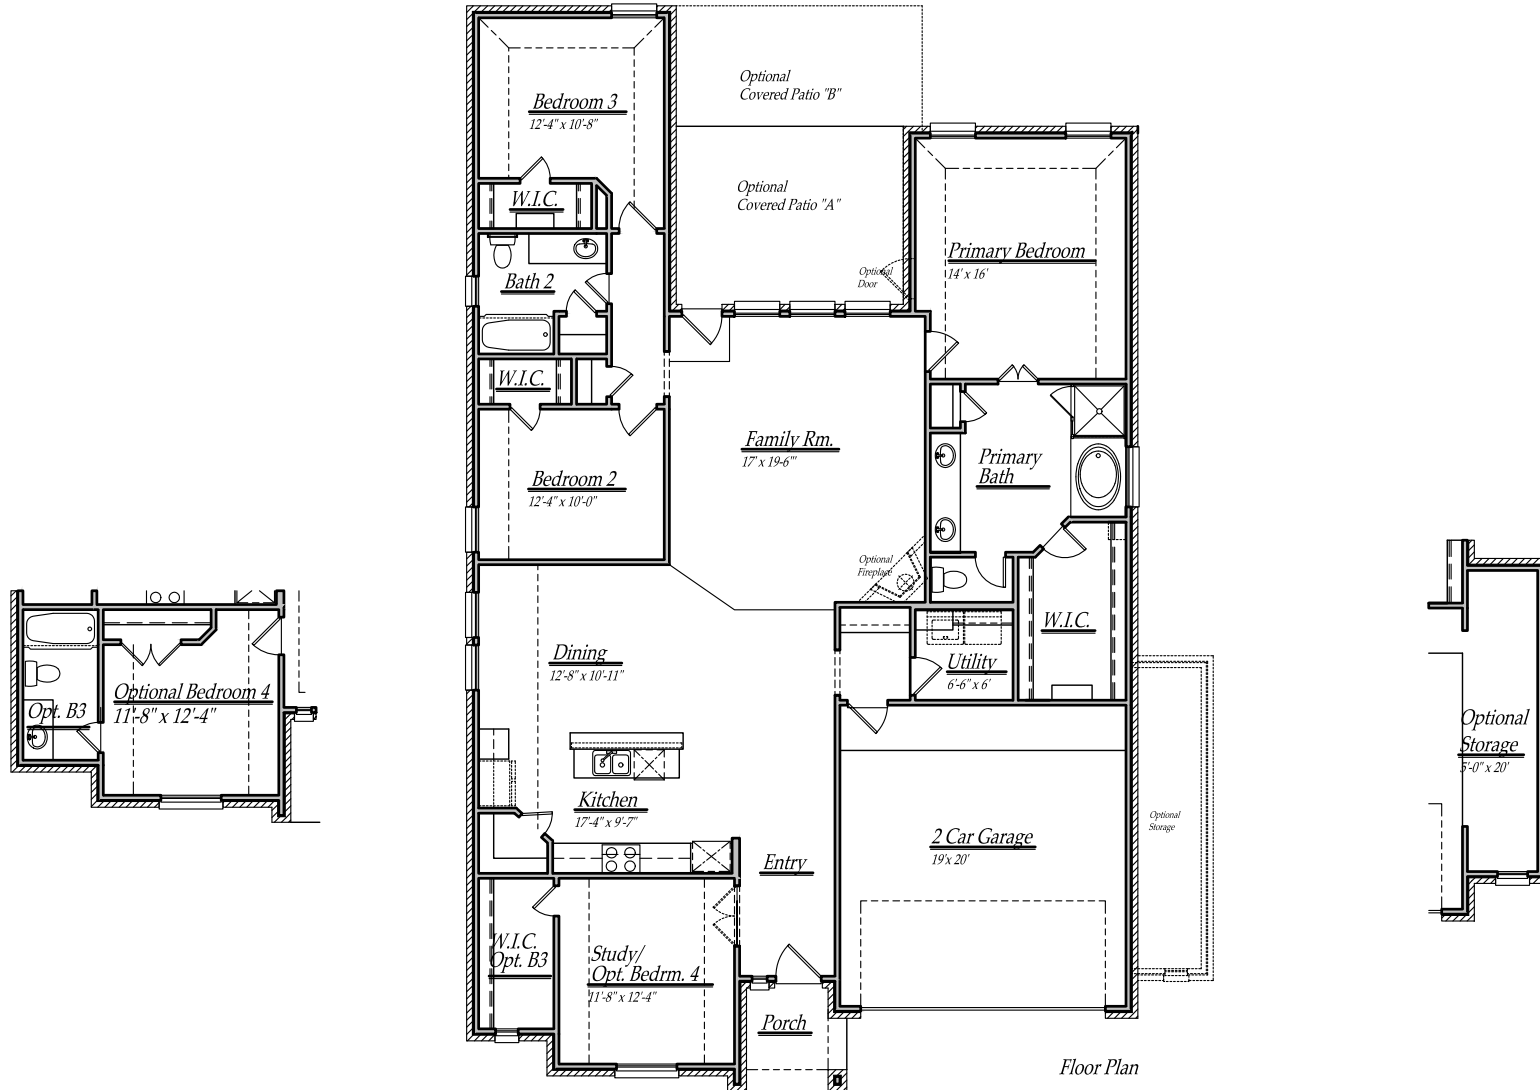 Optional
Covered Patio "B"
Bedroom 3
12'-4" x 10'-8"
W.I.C.
Optional
Covered Patio "A"
Primary Bedroom
14' x 16'
Optional
Door
Bath 2
W.I.C.
Family Rm.
17' x 19-6'"
Primary
Bath
Bedroom 2
12'-4" x 10'-0"
Optional
Fireplace
W.I.C.
Dining
12'-8" x 10'-11"
Utility
6'-6" x 6'
Optional Bedroom 4
11'-8" x 12'-4"
Opt. B3
Optional
Storage
5'-0" x 20'
Kitchen
17'-4" x 9'-7"
Optional
Storage
2 Car Garage
19'x 20'
Entry
W.I.C.
Opt. B3
Study/
Opt. Bedrm. 4
11'-8" x 12'-4"
Porch
Floor Plan